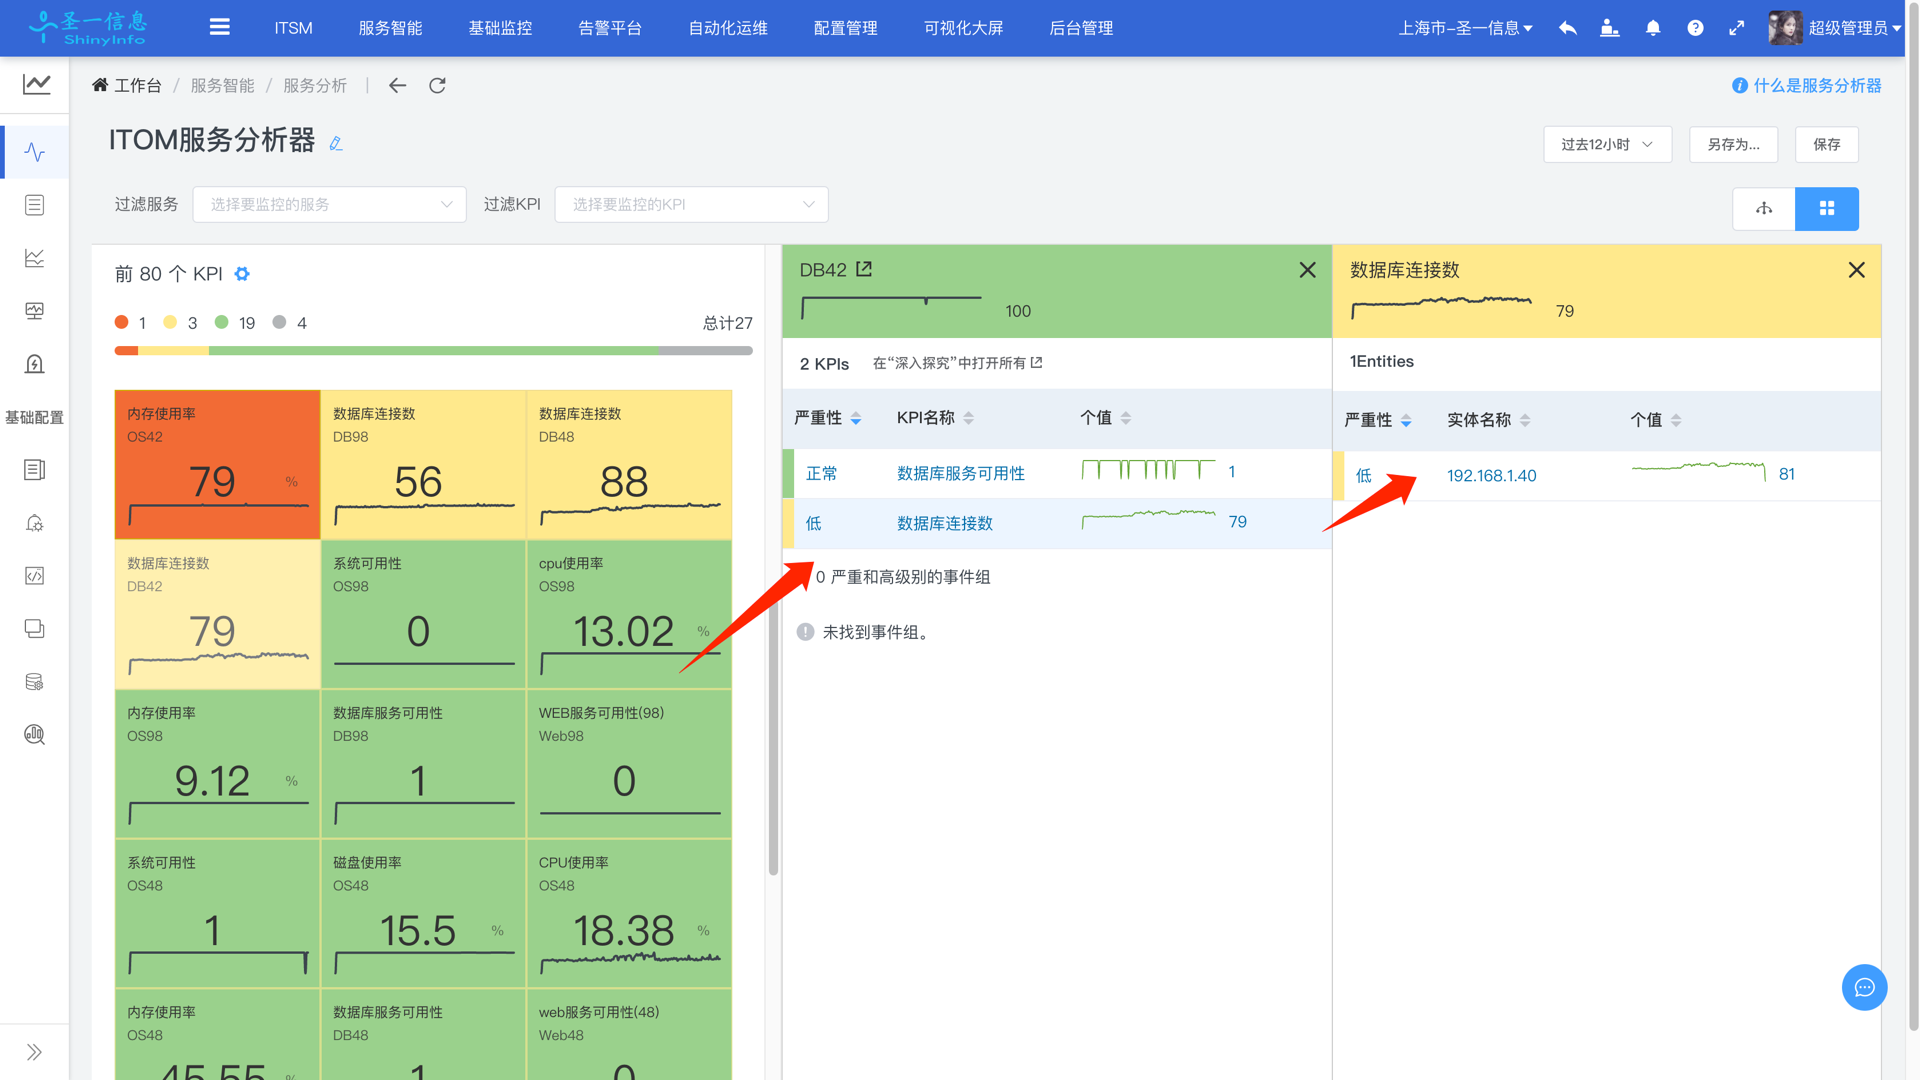 圣一信息
ShinyInfo
ITSM
服务智能
基础监控
告警平台
自动化运维
配置管理
可视化大屏
后台管理
上海市-圣一信息
超级管理员
工作台 / 服务智能 / 服务分析
什么是服务分析器
ITOM服务分析器
过去12小时
另存为...
保存
过滤服务
选择要监控的服务
过滤KPI
选择要监控的KPI
基础配置
前 80 个 KPI
1
3
19
4
总计27
内存使用率
OS42
79
%
数据库连接数
DB98
56
数据库连接数
DB48
88
数据库连接数
DB42
79
系统可用性
OS98
0
cpu使用率
OS98
13.02
%
内存使用率
OS98
9.12
%
数据库服务可用性
DB98
1
WEB服务可用性(98)
Web98
0
系统可用性
OS48
1
磁盘使用率
OS48
15.5
%
CPU使用率
OS48
18.38
%
内存使用率
OS48
45.55
%
数据库服务可用性
DB48
1
web服务可用性(48)
Web48
0
DB42
100
2 KPIs
在“深入探究”中打开所有
严重性
KPI名称
个值
正常
数据库服务可用性
1
低
数据库连接数
79
0 严重和高级别的事件组
未找到事件组。
数据库连接数
79
1Entities
严重性
实体名称
个值
低
192.168.1.40
81